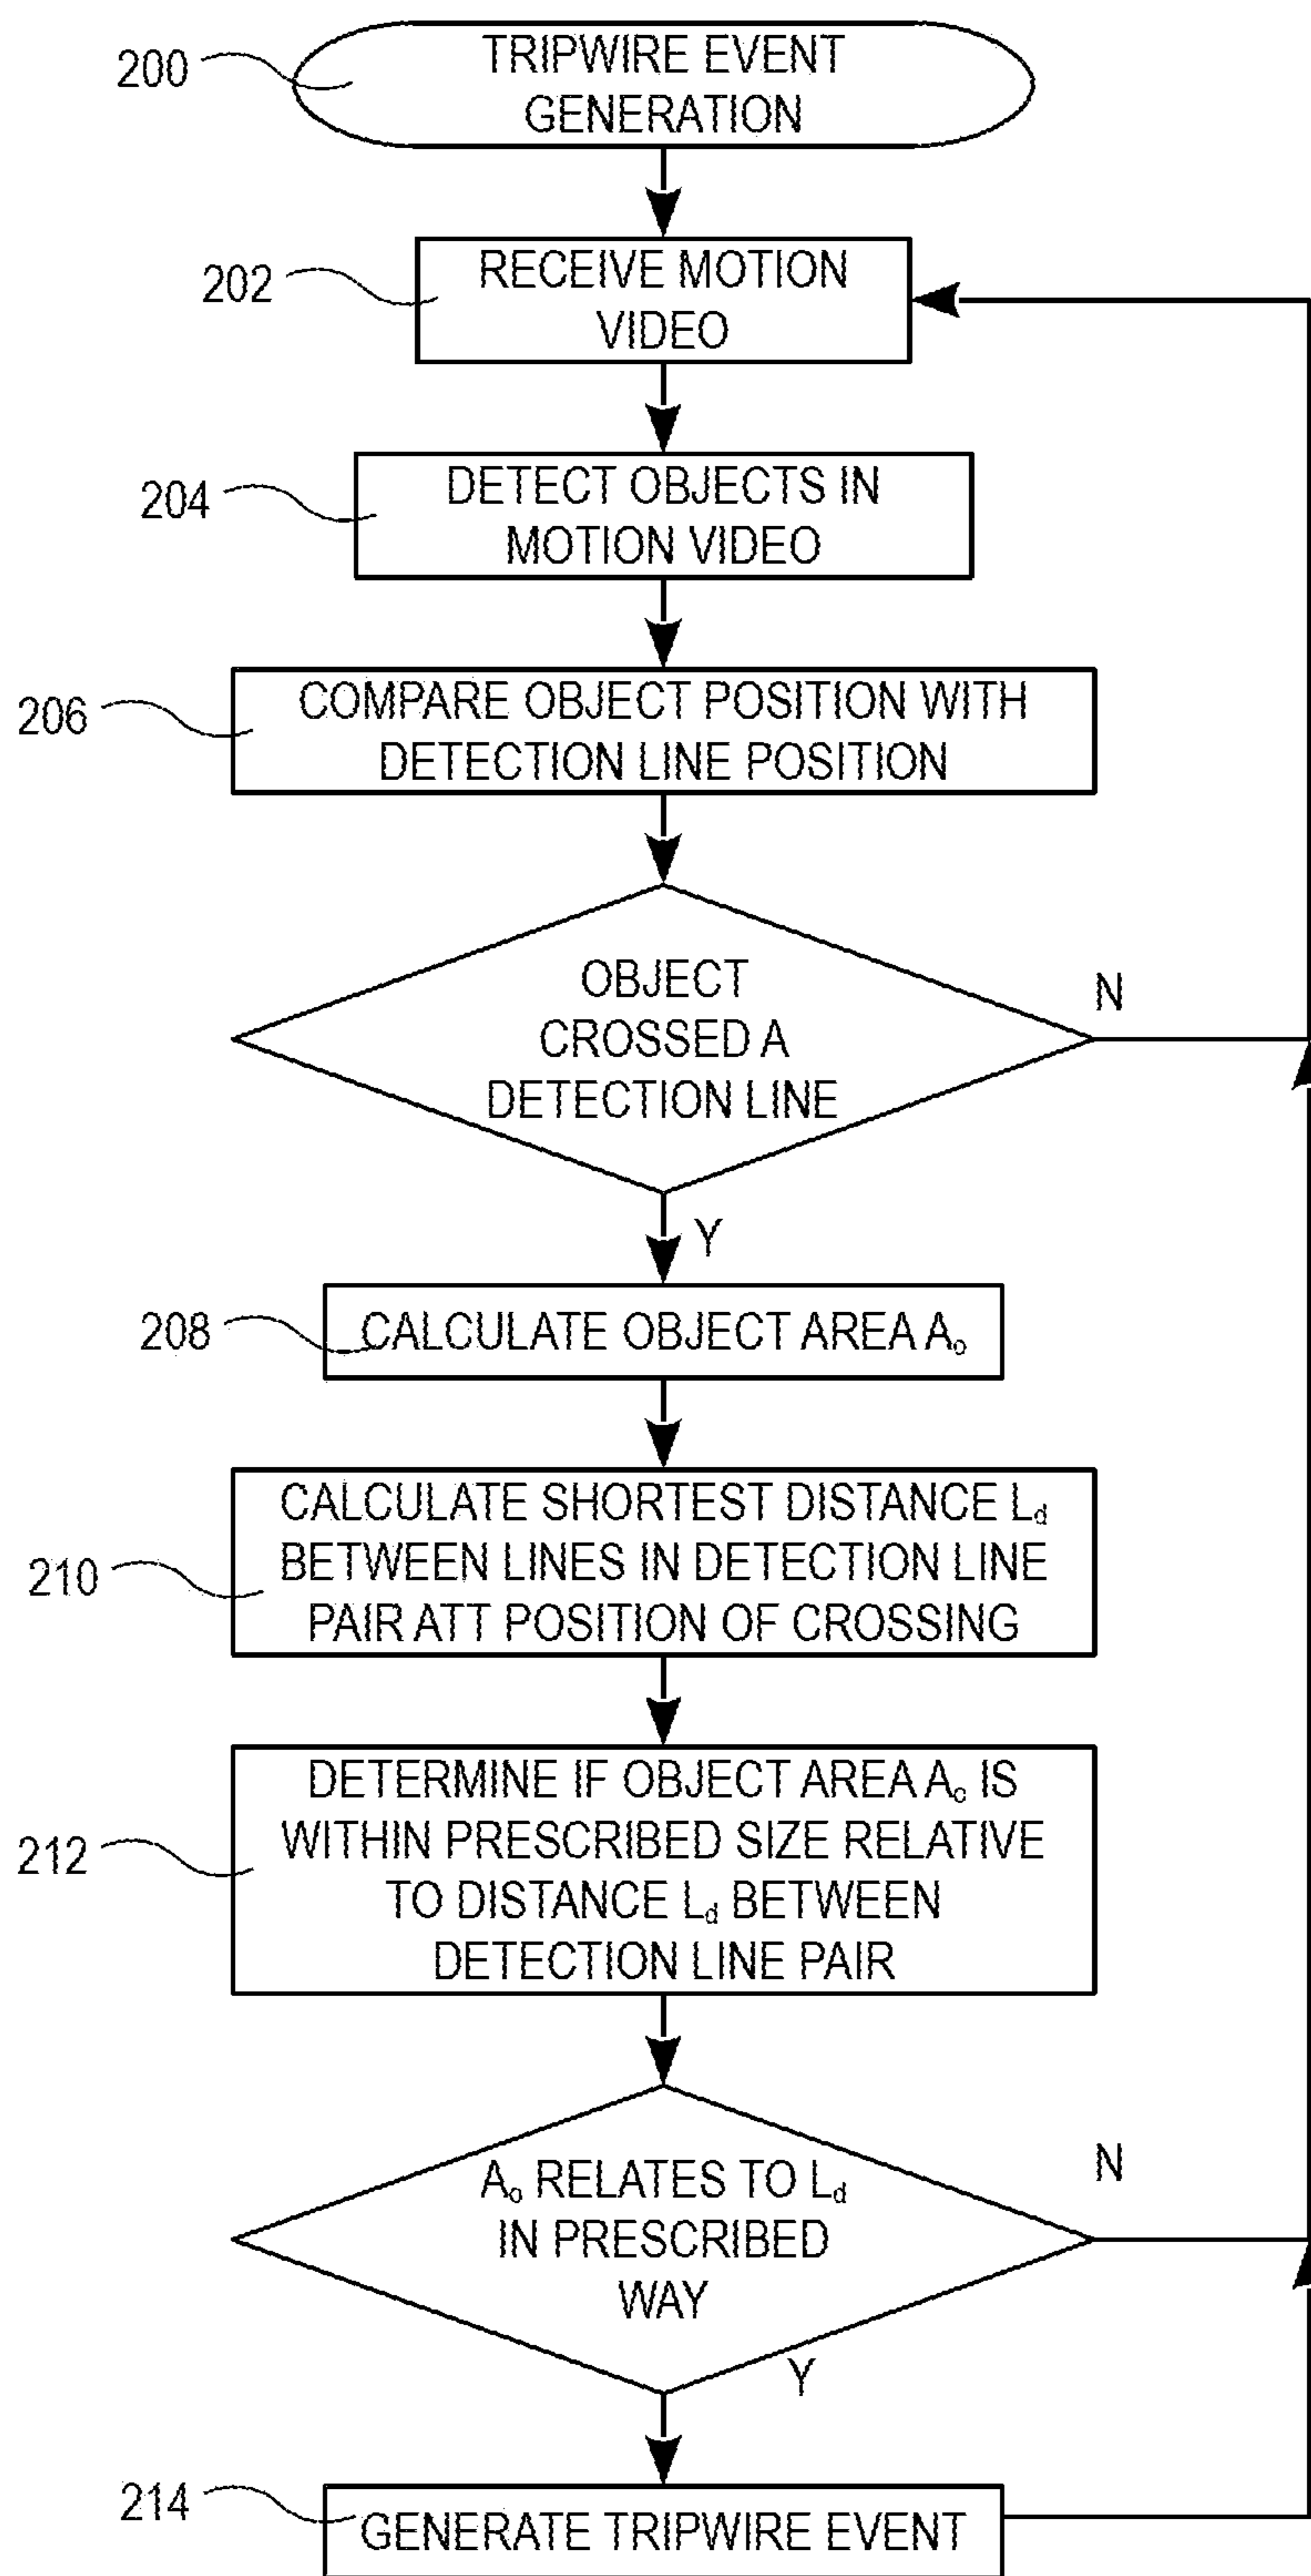 200
TRIPWIRE EVENT
GENERATION
202
RECEIVE MOTION
VIDEO
204
DETECT OBJECTS IN
MOTION VIDEO
206
COMPARE OBJECT POSITION WITH
DETECTION LINE POSITION
OBJECT
CROSSED A
DETECTION LINE
N
Y
208
CALCULATE OBJECT AREA Aₒ
210
CALCULATE SHORTEST DISTANCE L_d
BETWEEN LINES IN DETECTION LINE
PAIR ATT POSITION OF CROSSING
212
DETERMINE IF OBJECT AREA Aₒ IS
WITHIN PRESCRIBED SIZE RELATIVE
TO DISTANCE L_d BETWEEN
DETECTION LINE PAIR
Aₒ RELATES TO L_d
IN PRESCRIBED
WAY
N
Y
214
GENERATE TRIPWIRE EVENT